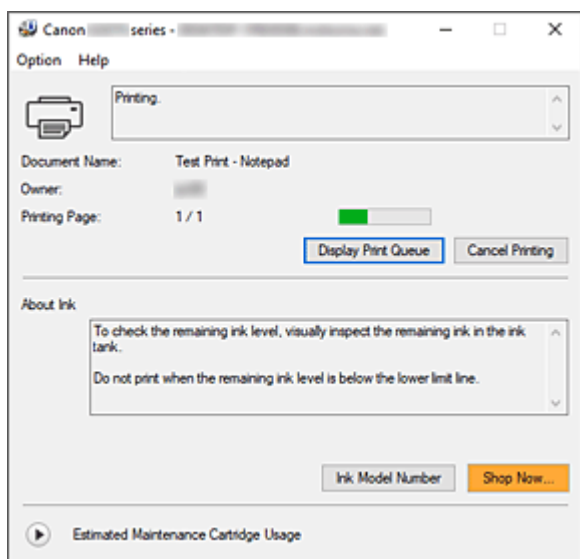 Canon series -
Option Help
Printing.
Document Name: Test Print - Notepad
Owner:
Printing Page: 1 / 1
Display Print Queue Cancel Printing
About Ink
To check the remaining ink level, visually inspect the remaining ink in the ink
tank.
Do not print when the remaining ink level is below the lower limit line.
Ink Model Number Shop Now...
Estimated Maintenance Cartridge Usage